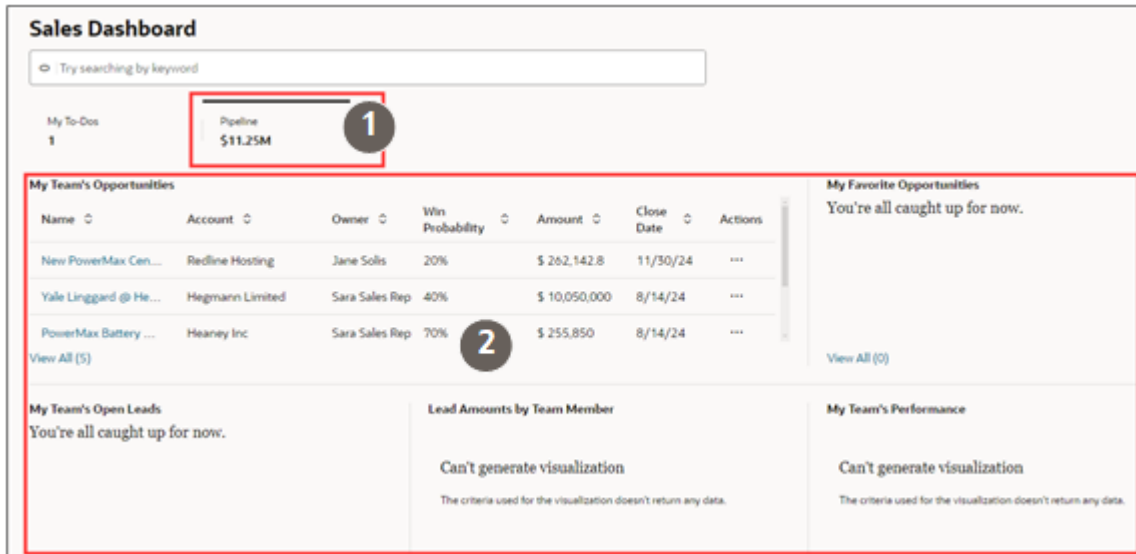 Sales Dashboard
Try searching by keyword
My To-Dos
1
Pipeline
$11.25M
1
My Team's Opportunities
Name Account Owner Win Probability Amount Close Date Actions
New PowerMax Cen... Redline Hosting Jane Solis 20% $ 262,142.8 11/30/24 ...
Yale Linggard @ He... Hegmann Limited Sara Sales Rep 40% $ 10,050,000 8/14/24 ...
PowerMax Battery ... Heaney Inc Sara Sales Rep 70% $ 255,850 8/14/24 ...
2
View All (5)
My Favorite Opportunities
You're all caught up for now.
View All (0)
My Team's Open Leads
You're all caught up for now.
Lead Amounts by Team Member
Can't generate visualization
The criteria used for the visualization doesn't return any data.
My Team's Performance
Can't generate visualization
The criteria used for the visualization doesn't return any data.